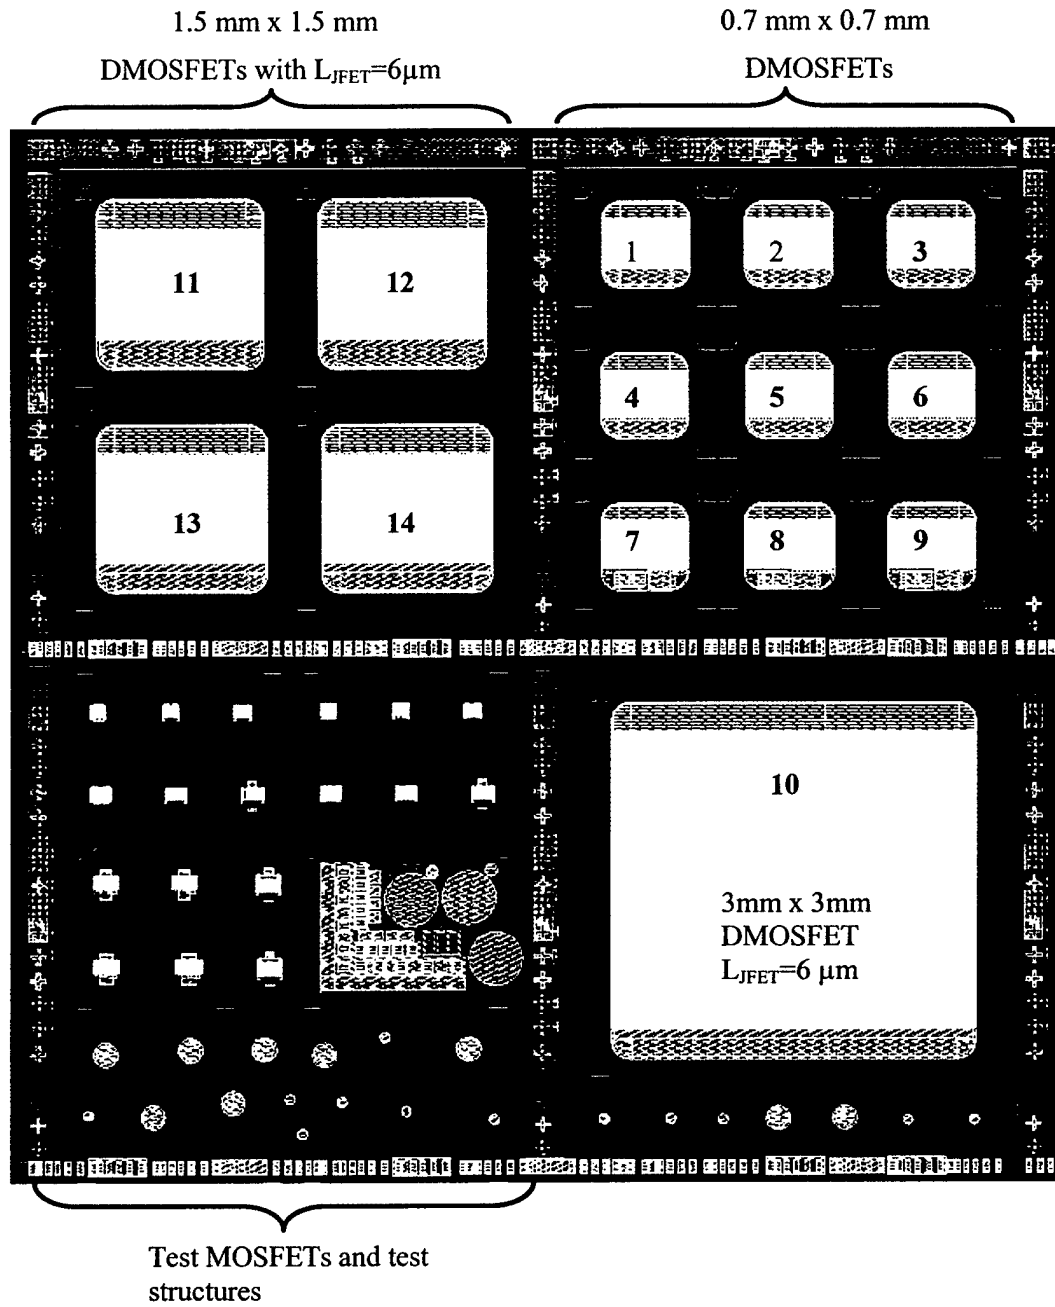 1.5 mm x 1.5 mm
DMOSFETs with LJFET=6µm
0.7 mm x 0.7 mm
DMOSFETs
11
12
1
2
3
4
5
6
13
14
7
8
9
10
3mm x 3mm
DMOSFET
LJFET=6 µm
Test MOSFETs and test
structures